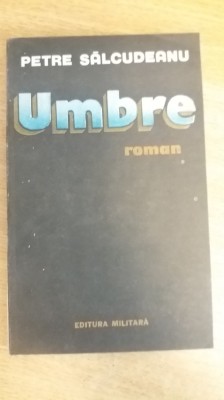 PETRE SĂLCUDEANU
Umbre
roman
EDITURA MILITARĂ